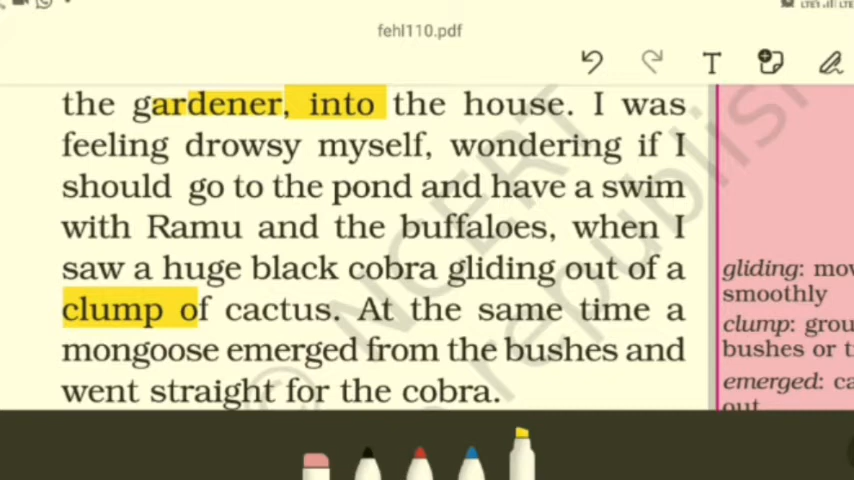 fehl110.pdf
T
the gardener, into the house. I was
feeling drowsy myself, wondering if I
should go to the pond and have a swim
with Ramu and the buffaloes, when I
saw a huge black cobra gliding out of a
clump of cactus. At the same time a
mongoose emerged from the bushes and
went straight for the cobra.
gliding: mov
smoothly
clump: grou
bushes or t
emerged: ca
out
© NCERT
republis